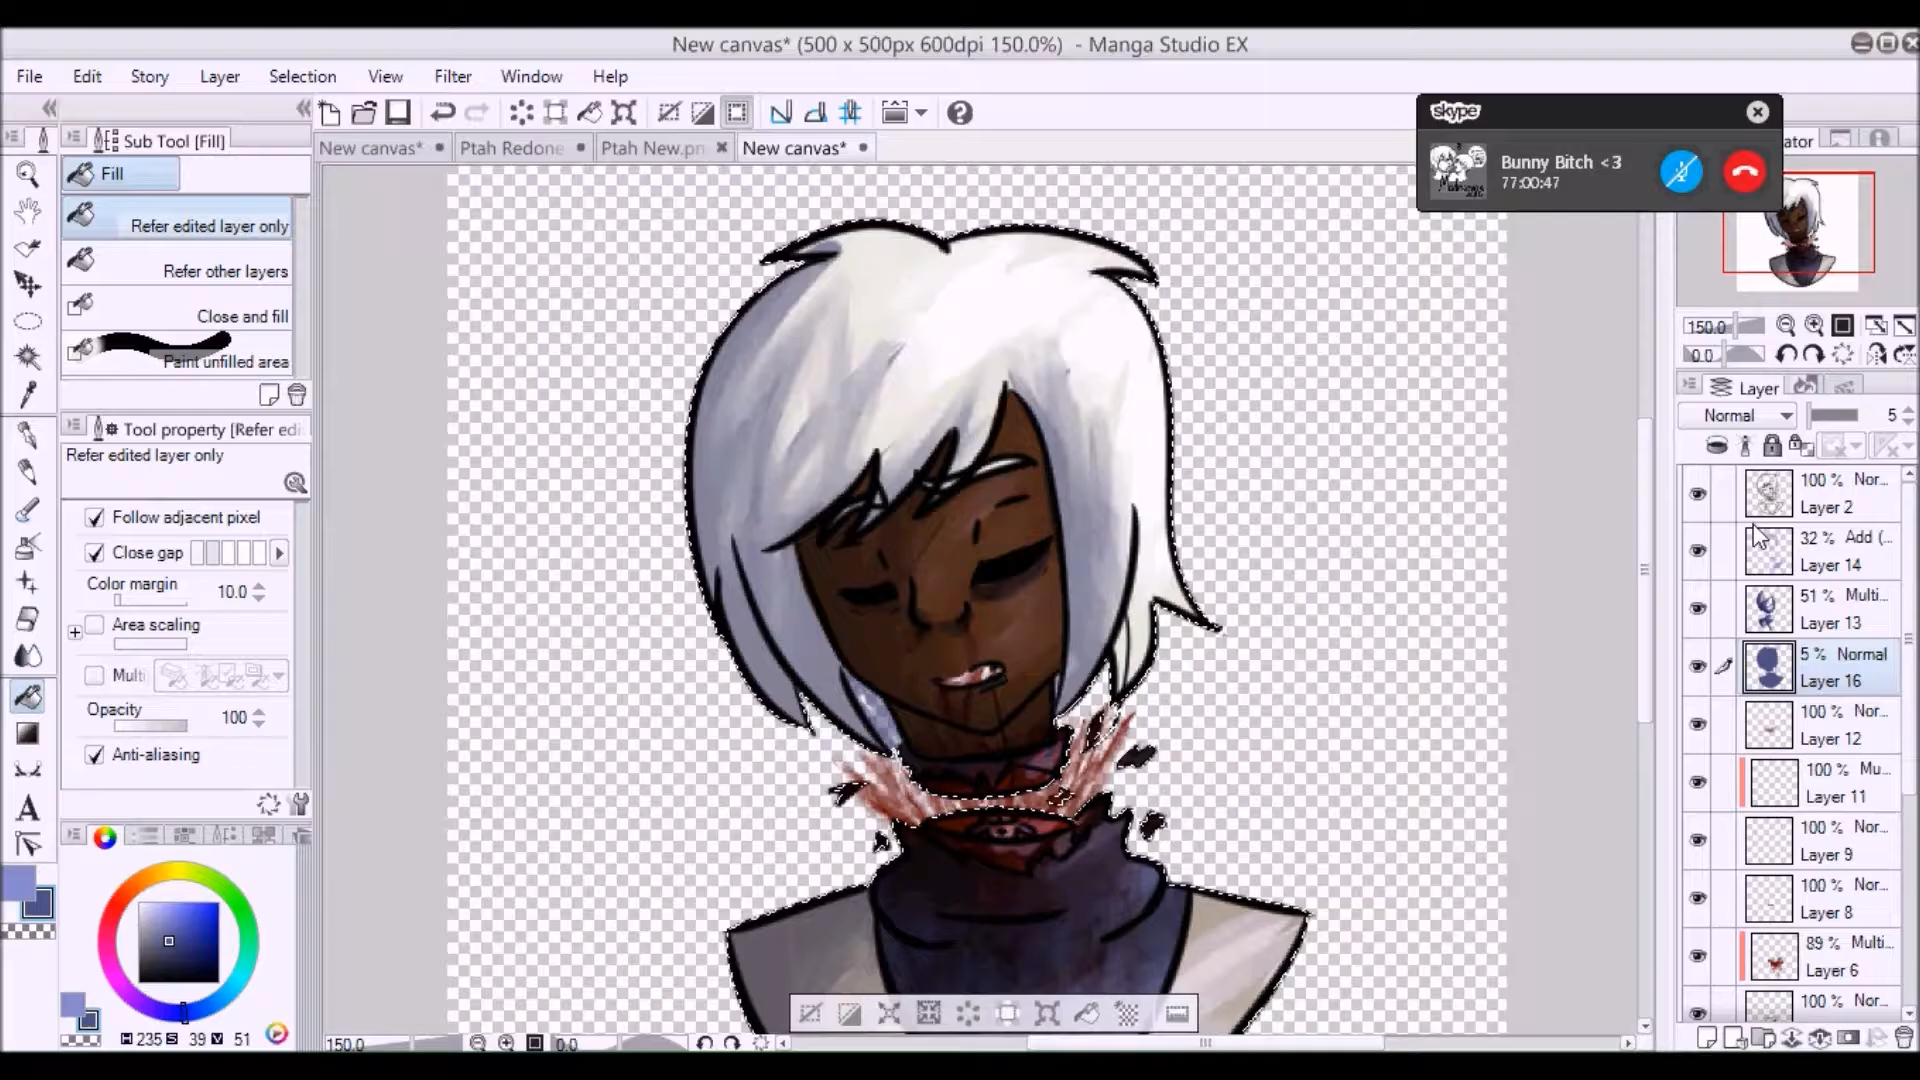 New canvas* (500 x 500px 600dpi 150.0%) - Manga Studio EX
File Edit Story Layer Selection View Filter Window Help
skype
Bunny Bitch <3
77:00:47
Sub Tool [Fill]
New canvas* Ptah Redone Ptah New.pn New canvas*
ator
Fill
Refer edited layer only
Refer other layers
Close and fill
Paint unfilled area
Tool property [Refer edi
Refer edited layer only
Follow adjacent pixel
Close gap
Color margin 10.0
Area scaling
Multi
Opacity 100
Anti-aliasing
H 235 S 39 V 51
150.0 0.0
150.0
0.0
Layer
Normal 5
100 % Nor...
Layer 2
32 % Add (...
Layer 14
51 % Multi...
Layer 13
5 % Normal
Layer 16
100 % Nor...
Layer 12
100 % Mu...
Layer 11
100 % Nor...
Layer 9
100 % Nor...
Layer 8
89 % Multi...
Layer 6
100 % Nor...